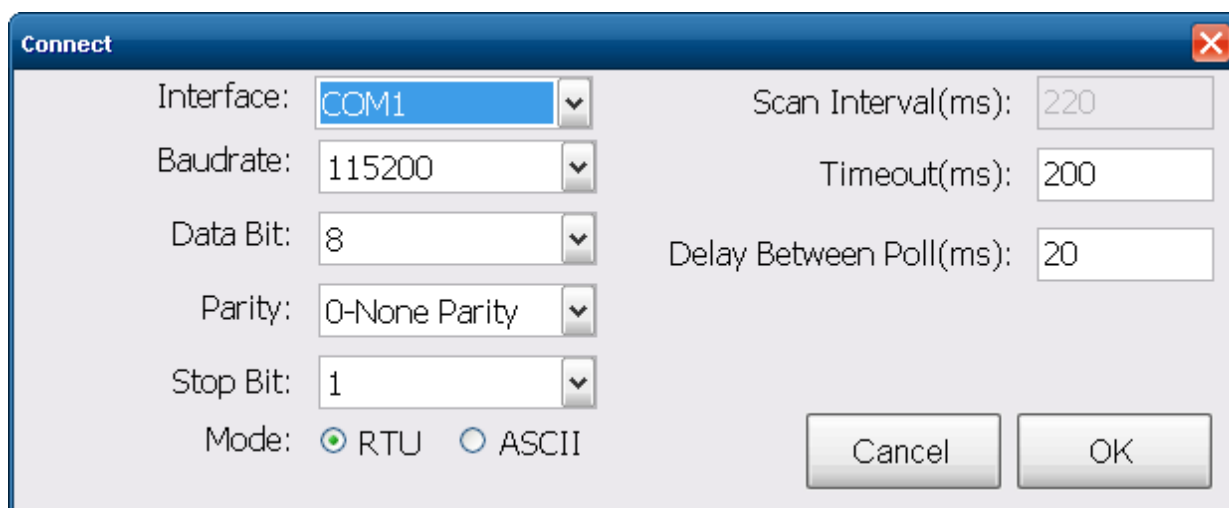 Connect
Interface: COM1
Scan Interval(ms): 220
Baudrate: 115200
Timeout(ms): 200
Data Bit: 8
Delay Between Poll(ms): 20
Parity: 0-None Parity
Stop Bit: 1
Mode: RTU ASCII
Cancel OK